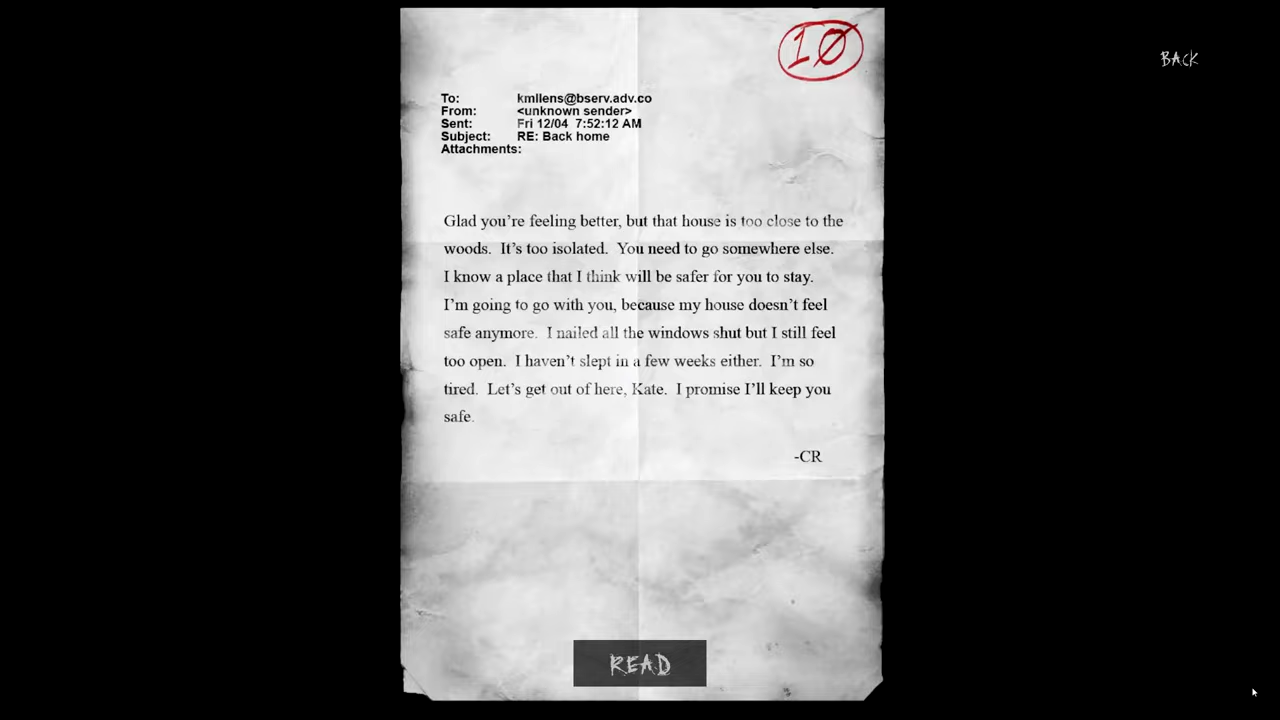 10
BACK
To: kmllens@bserv.adv.co
From: <unknown sender>
Sent: Fri 12/04 7:52:12 AM
Subject: RE: Back home
Attachments:
Glad you're feeling better, but that house is too close to the
woods. It's too isolated. You need to go somewhere else.
I know a place that I think will be safer for you to stay.
I'm going to go with you, because my house doesn't feel
safe anymore. I nailed all the windows shut but I still feel
too open. I haven't slept in a few weeks either. I'm so
tired. Let's get out of here, Kate. I promise I'll keep you
safe.
-CR
READ